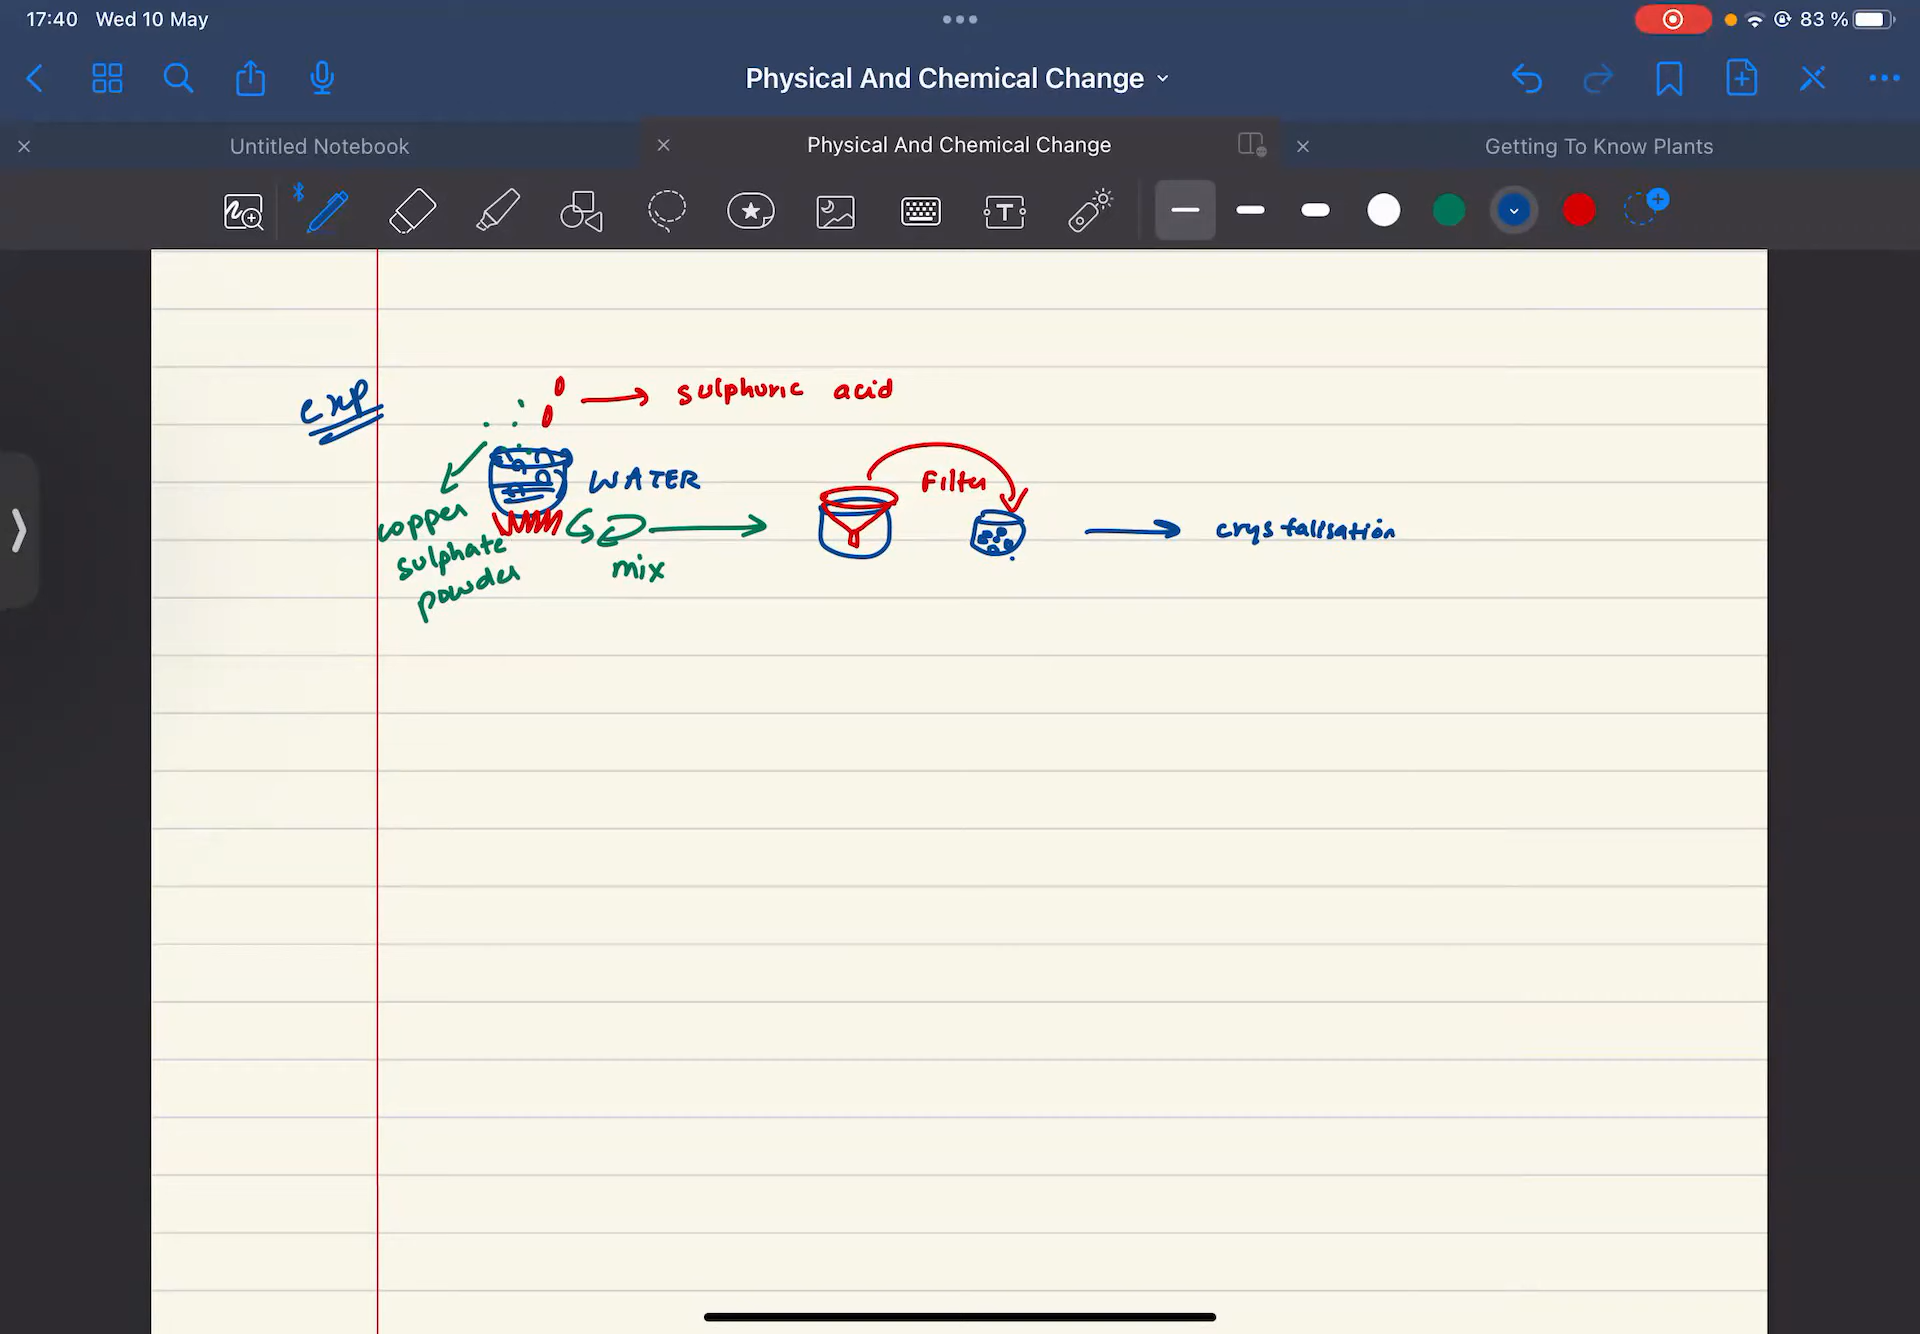 17:40 Wed 10 May
83 %
Physical And Chemical Change
Untitled Notebook
Physical And Chemical Change
Getting To Know Plants
exp
sulphuric acid
WATER
Filter
copper
sulphate
powder
mix
crystallisation